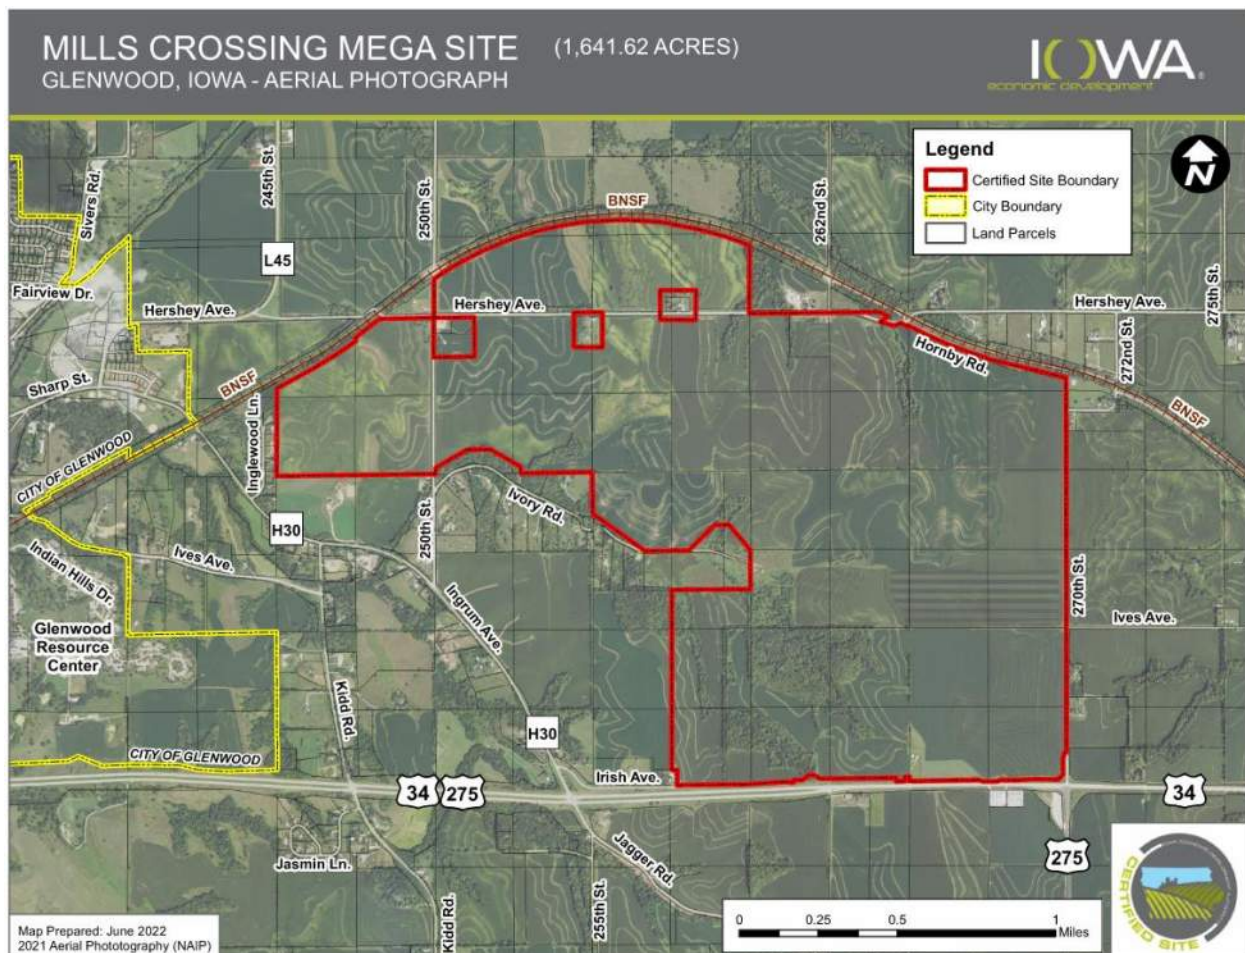 MILLS CROSSING MEGA SITE (1,641.62 ACRES)
GLENWOOD, IOWA - AERIAL PHOTOGRAPH
IOWA®
economic development
Legend
Certified Site Boundary
City Boundary
Land Parcels
N
Sivers Rd.
245th St.
250th St.
BNSF
262nd St.
275th St.
L45
Fairview Dr.
Hershey Ave.
Hershey Ave.
Hershey Ave.
Hornby Rd.
272nd St.
Sharp St.
BNSF
BNSF
Inglewood Ln.
CITY OF GLENWOOD
Ivory Rd.
H30
250th St.
Ives Ave.
Indian Hills Dr.
Ingrum Ave.
270th St.
Ives Ave.
Glenwood
Resource
Center
Kidd Rd.
H30
CITY OF GLENWOOD
Irish Ave.
34
275
34
Jasmin Ln.
Jagger Rd.
275
Kidd Rd.
255th St.
0 0.25 0.5 1
Miles
Map Prepared: June 2022
2021 Aerial Phototography (NAIP)
CERTIFIED SITE